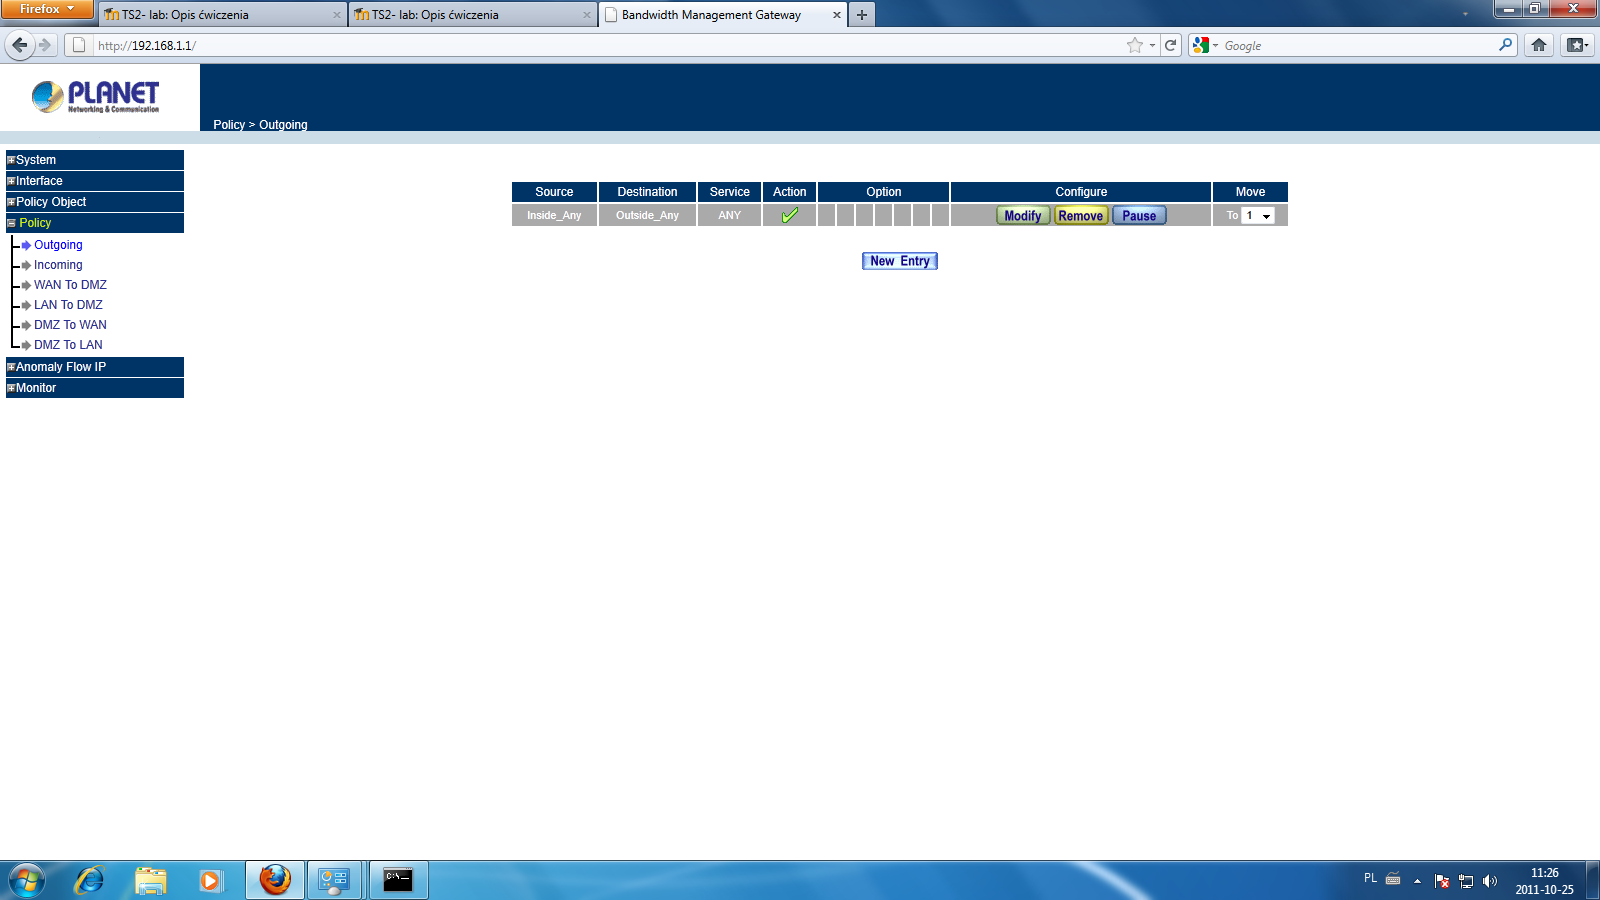 Firefox
TS2- lab: Opis ćwiczenia
TS2- lab: Opis ćwiczenia
Bandwidth Management Gateway
http://192.168.1.1/
Google
PLANET
Networking & Communication
Policy > Outgoing
System
Interface
Policy Object
Policy
Outgoing
Incoming
WAN To DMZ
LAN To DMZ
DMZ To WAN
DMZ To LAN
Anomaly Flow IP
Monitor
Source Destination Service Action Option Configure Move
Inside_Any Outside_Any ANY Modify Remove Pause To 1
New Entry
C:\_
PL
11:26
2011-10-25